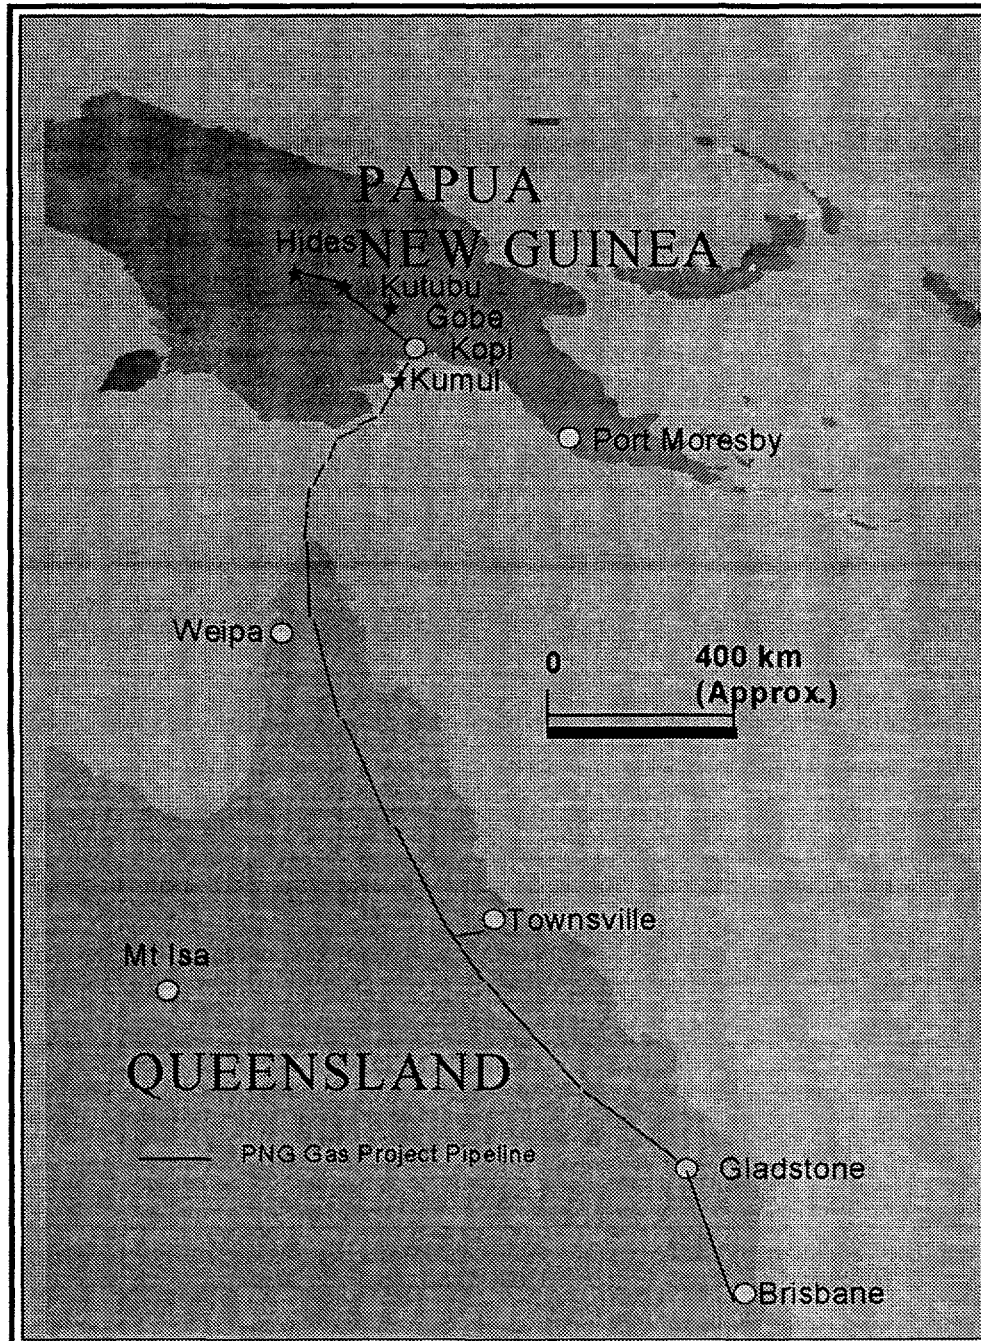 PAPUA
NEW GUINEA
Hides
Kutubu
Gobe
Kopi
Kumul
Port Moresby
Weipa
0
400 km
(Approx.)
Townsville
Mt Isa
QUEENSLAND
PNG Gas Project Pipeline
Gladstone
Brisbane